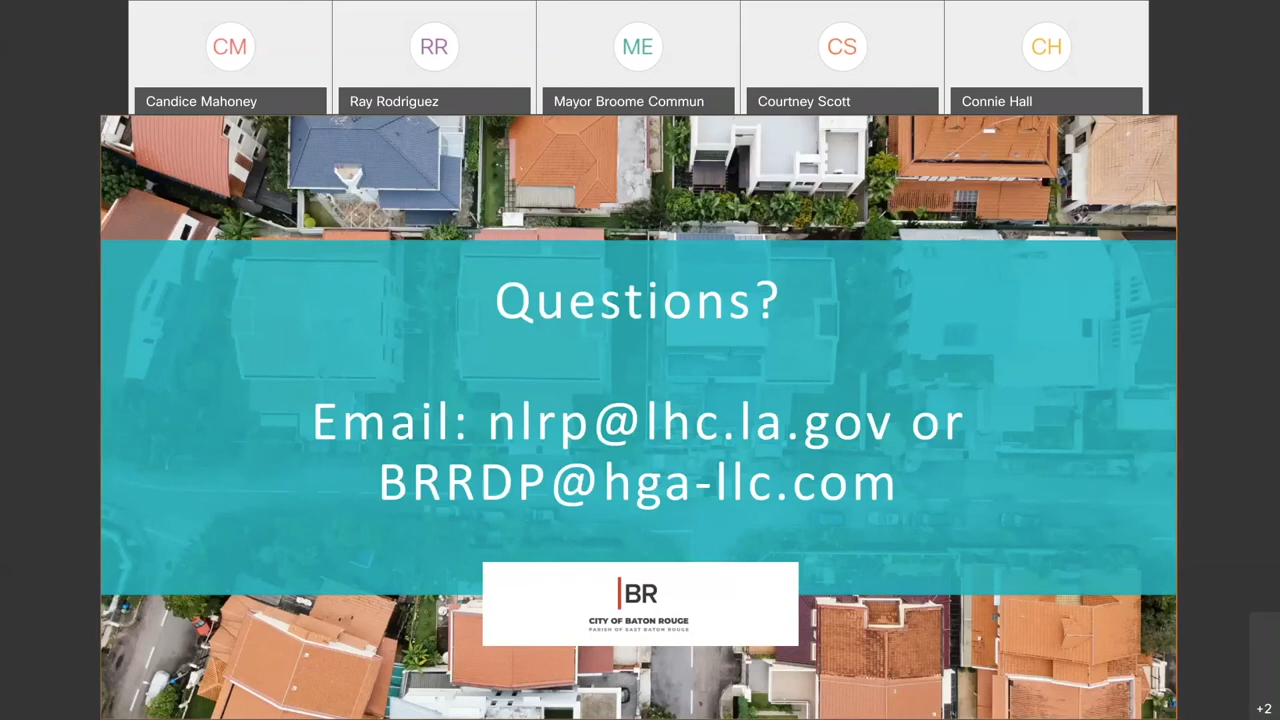 CM
RR
ME
CS
CH
Candice Mahoney
Ray Rodriguez
Mayor Broome Commun
Courtney Scott
Connie Hall
Questions?
Email: nlrp@lhc.la.gov or
BRRDP@hga-llc.com
BR
CITY OF BATON ROUGE
PARISH OF EAST BATON ROUGE
+2